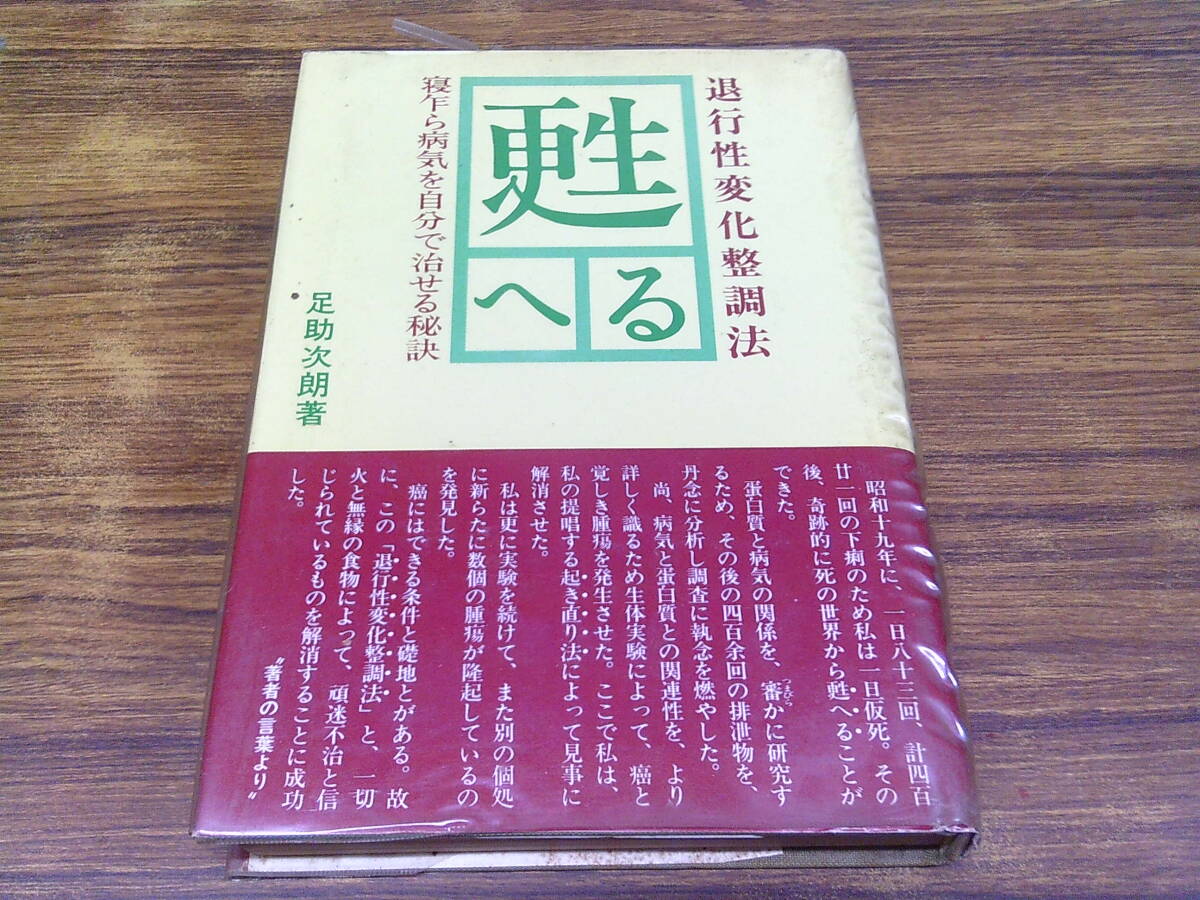 退行性変化整調法
甦
へる
寝乍ら病気を自分で治せる秘訣
足助次朗著
昭和十九年に、一日八十三回、計四百
廿一回の下痢のため私は一旦仮死。その
後、奇跡的に死の世界から甦へることが
できた。
蛋白質と病気の関係を、審かに研究す
つまびら
るため、その後の四百余回の排泄物を、
丹念に分析し調査に執念を燃やした。
尚、病気と蛋白質との関連性を、より
詳しく識るため生体実験によって、癌と
覚しき腫瘍を発生させた。ここで私は、
私の提唱する起き直り法によって見事に
解消させた。
私は更に実験を続けて、また別の個処
に新らたに数個の腫瘍が隆起しているの
を発見した。
癌にはできる条件と礎地とがある。故
に、この「退行性変化整調法」と、一切
火と無縁の食物によって、頑迷不治と信
じられているものを解消することに成功
した。
"著者の言葉より"